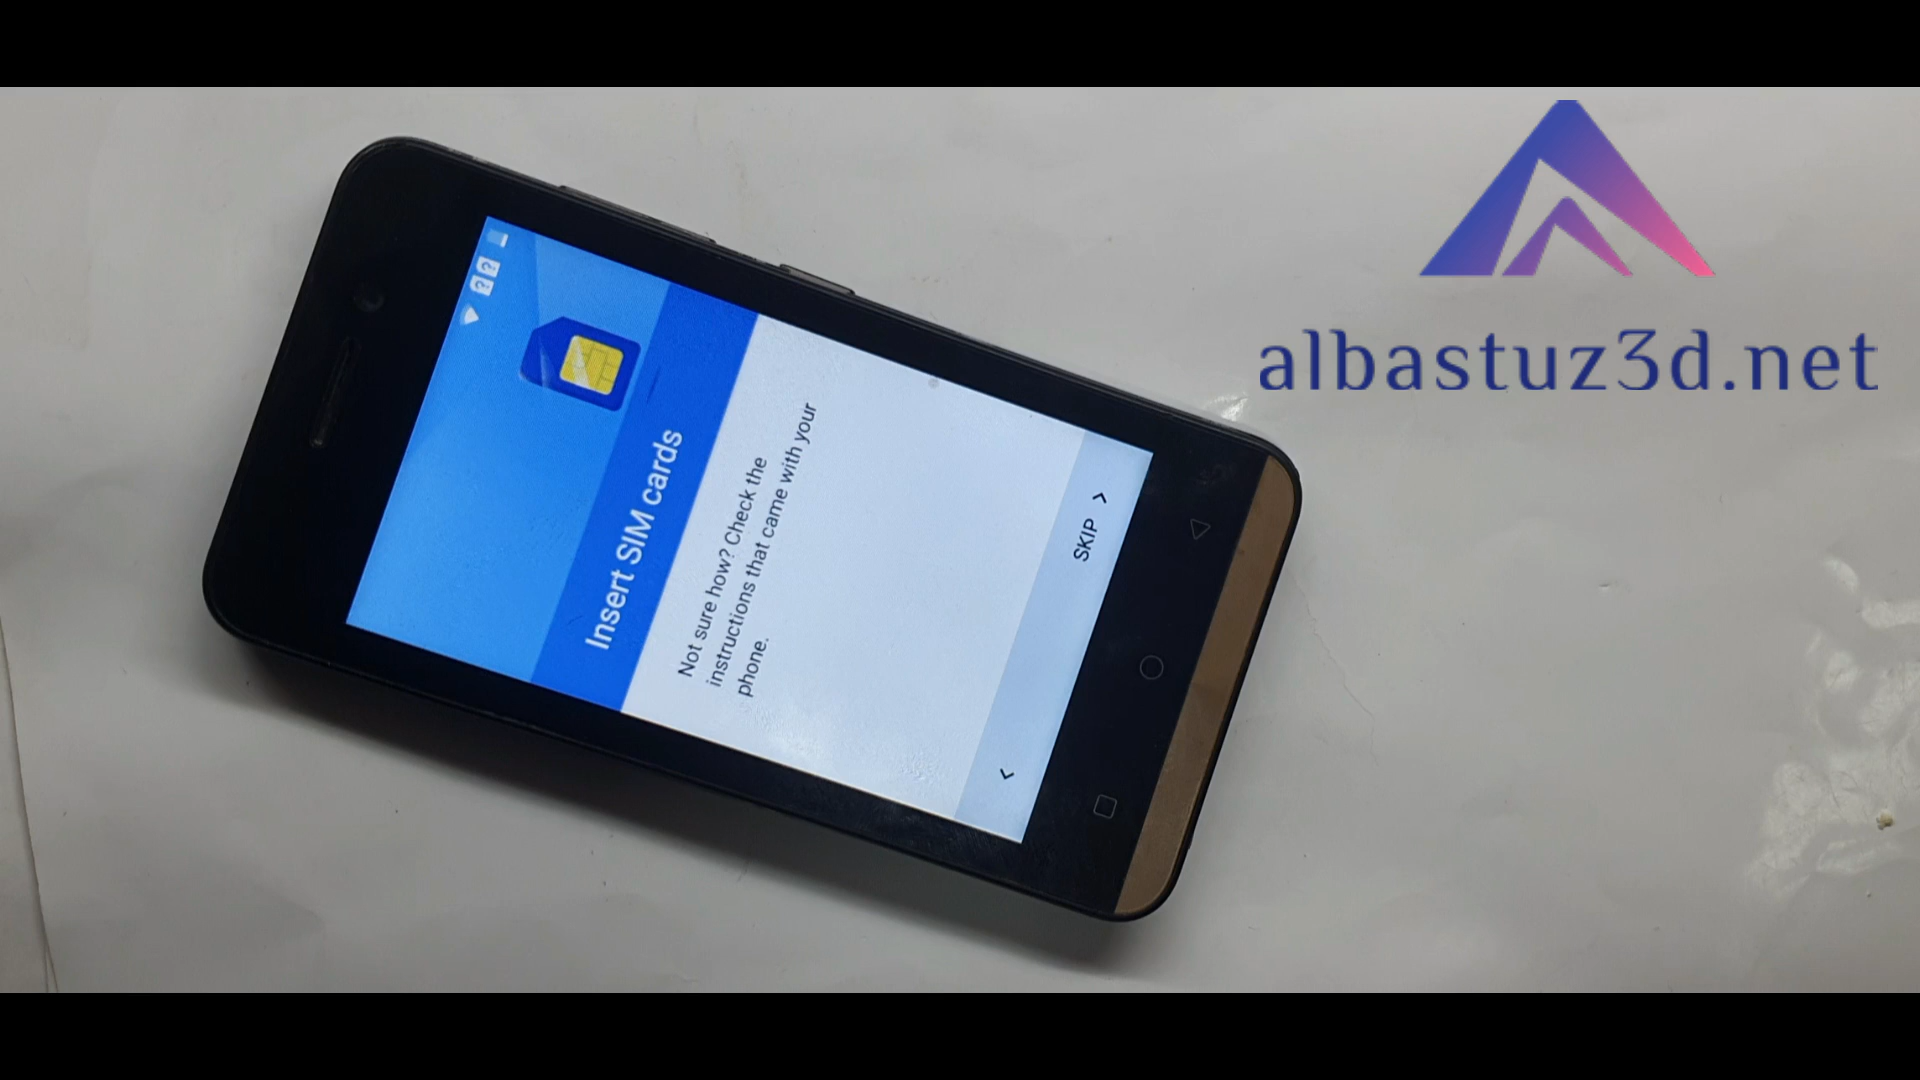 albastuz3d.net
Insert SIM cards
Not sure how? Check the
instructions that came with your
phone.
SKIP